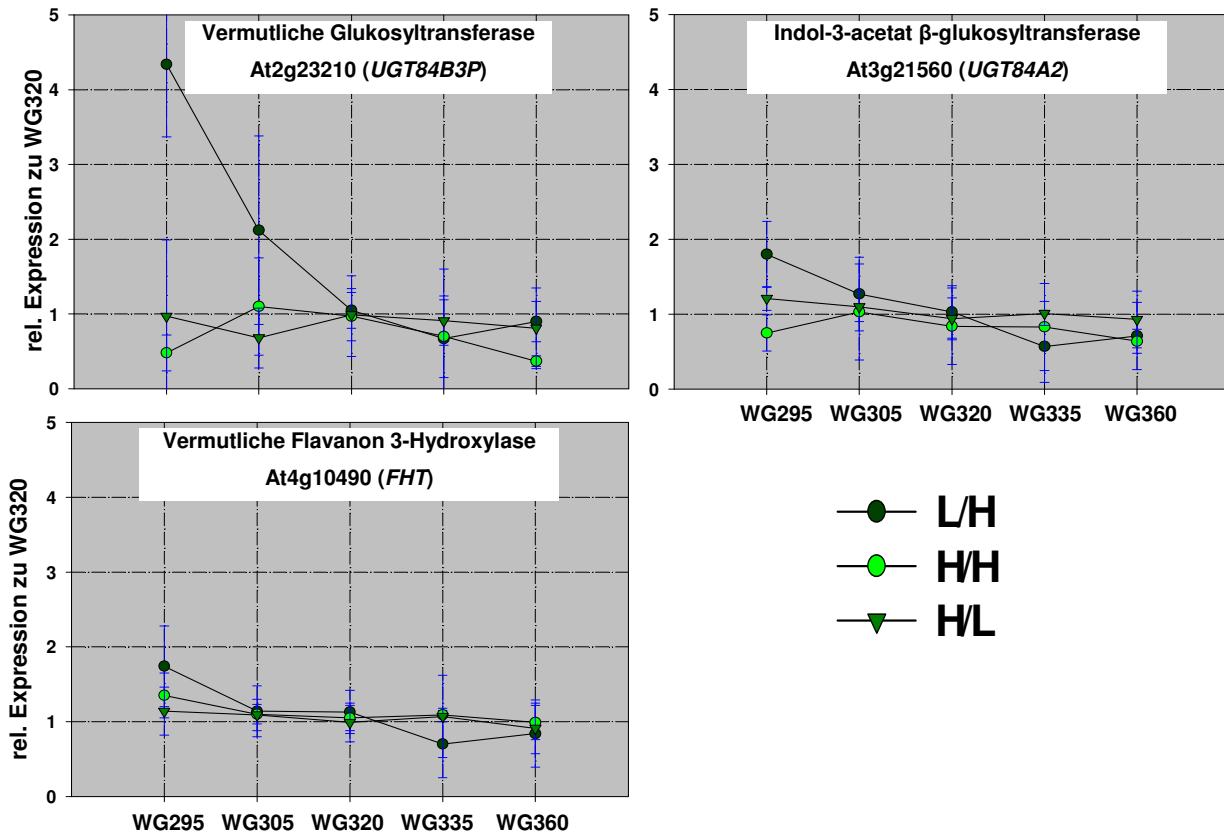 Vermutliche Glukosyltransferase
At2g23210 (UGT84B3P)
rel. Expression zu WG320
5
4
3
2
1
0
Indol-3-acetat β-glukosyltransferase
At3g21560 (UGT84A2)
5
4
3
2
1
0
WG295 WG305 WG320 WG335 WG360
Vermutliche Flavanon 3-Hydroxylase
At4g10490 (FHT)
rel. Expression zu WG320
5
4
3
2
1
0
WG295 WG305 WG320 WG335 WG360
L/H
H/H
H/L